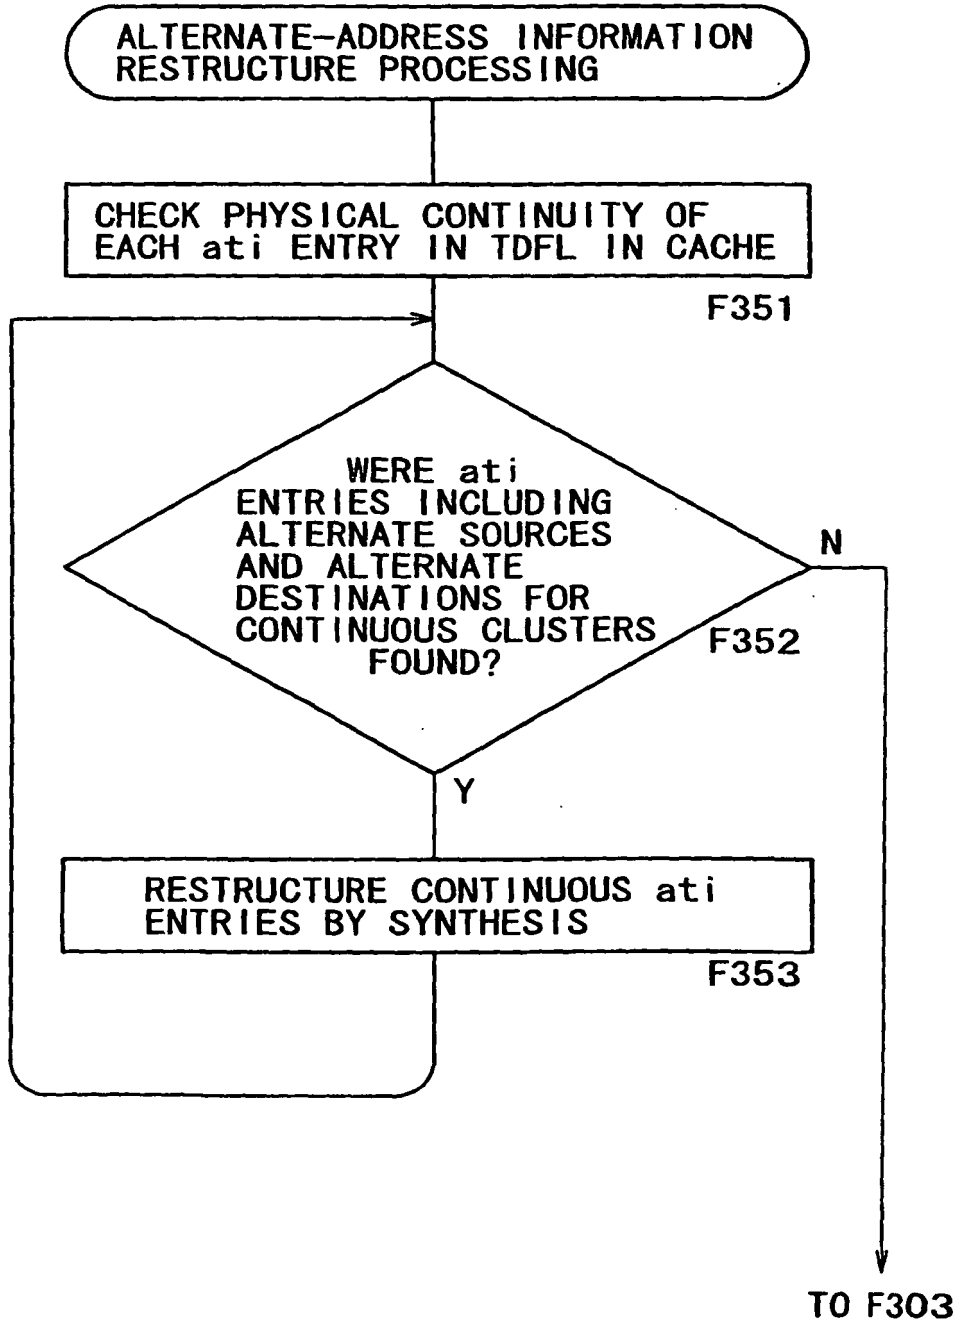 ALTERNATE-ADDRESS INFORMATION
RESTRUCTURE PROCESSING
CHECK PHYSICAL CONTINUITY OF
EACH ati ENTRY IN TDFL IN CACHE
F351
WERE ati
ENTRIES INCLUDING
ALTERNATE SOURCES
AND ALTERNATE
DESTINATIONS FOR
CONTINUOUS CLUSTERS
FOUND?
N
F352
Y
RESTRUCTURE CONTINUOUS ati
ENTRIES BY SYNTHESIS
F353
TO F303